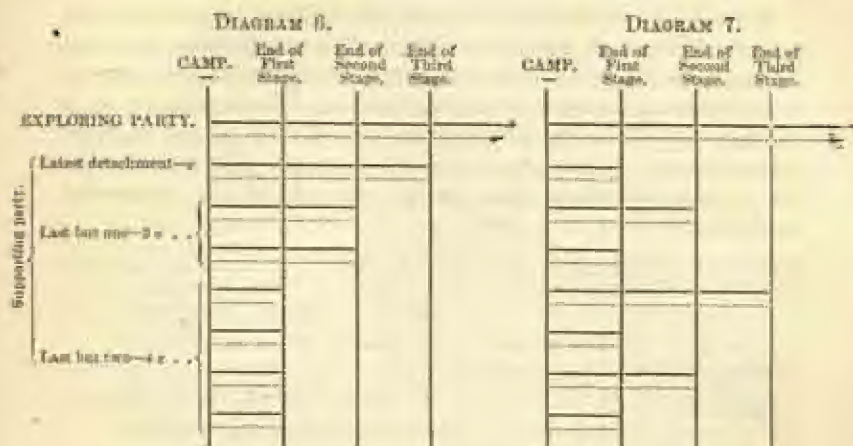 DIAGRAM 6.
CAMP.
End of
First
Stage.
End of
Second
Stage.
End of
Third
Stage.
EXPLORING PARTY.
Supporting party.
Latest detachment—x
Last but one—2 x . .
Last but two—4 x . .
DIAGRAM 7.
CAMP.
End of
First
Stage.
End of
Second
Stage.
End of
Third
Stage.